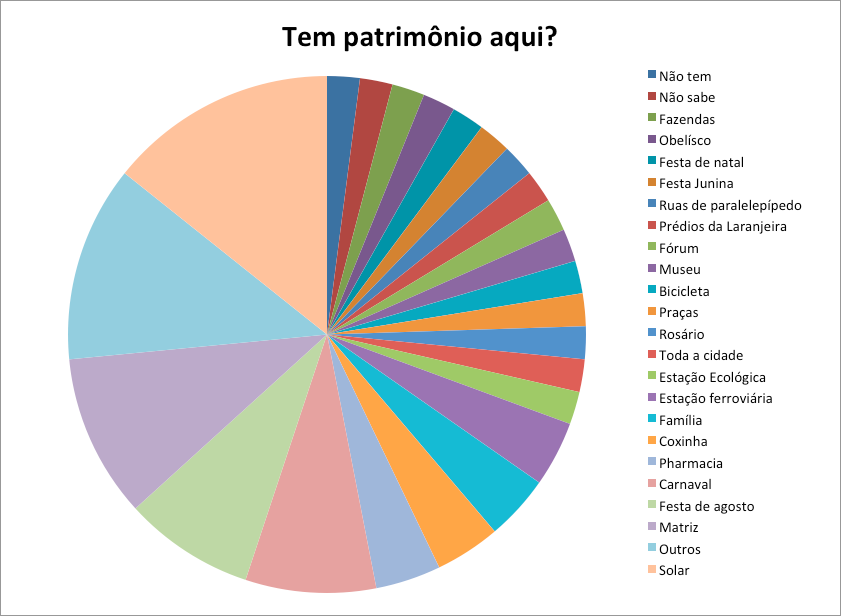 Tem patrimônio aqui?
Não tem
Não sabe
Fazendas
Obelísco
Festa de natal
Festa Junina
Ruas de paralelepípedo
Prédios da Laranjeira
Fórum
Museu
Bicicleta
Praças
Rosário
Toda a cidade
Estação Ecológica
Estação ferroviária
Família
Coxinha
Pharmacia
Carnaval
Festa de agosto
Matriz
Outros
Solar